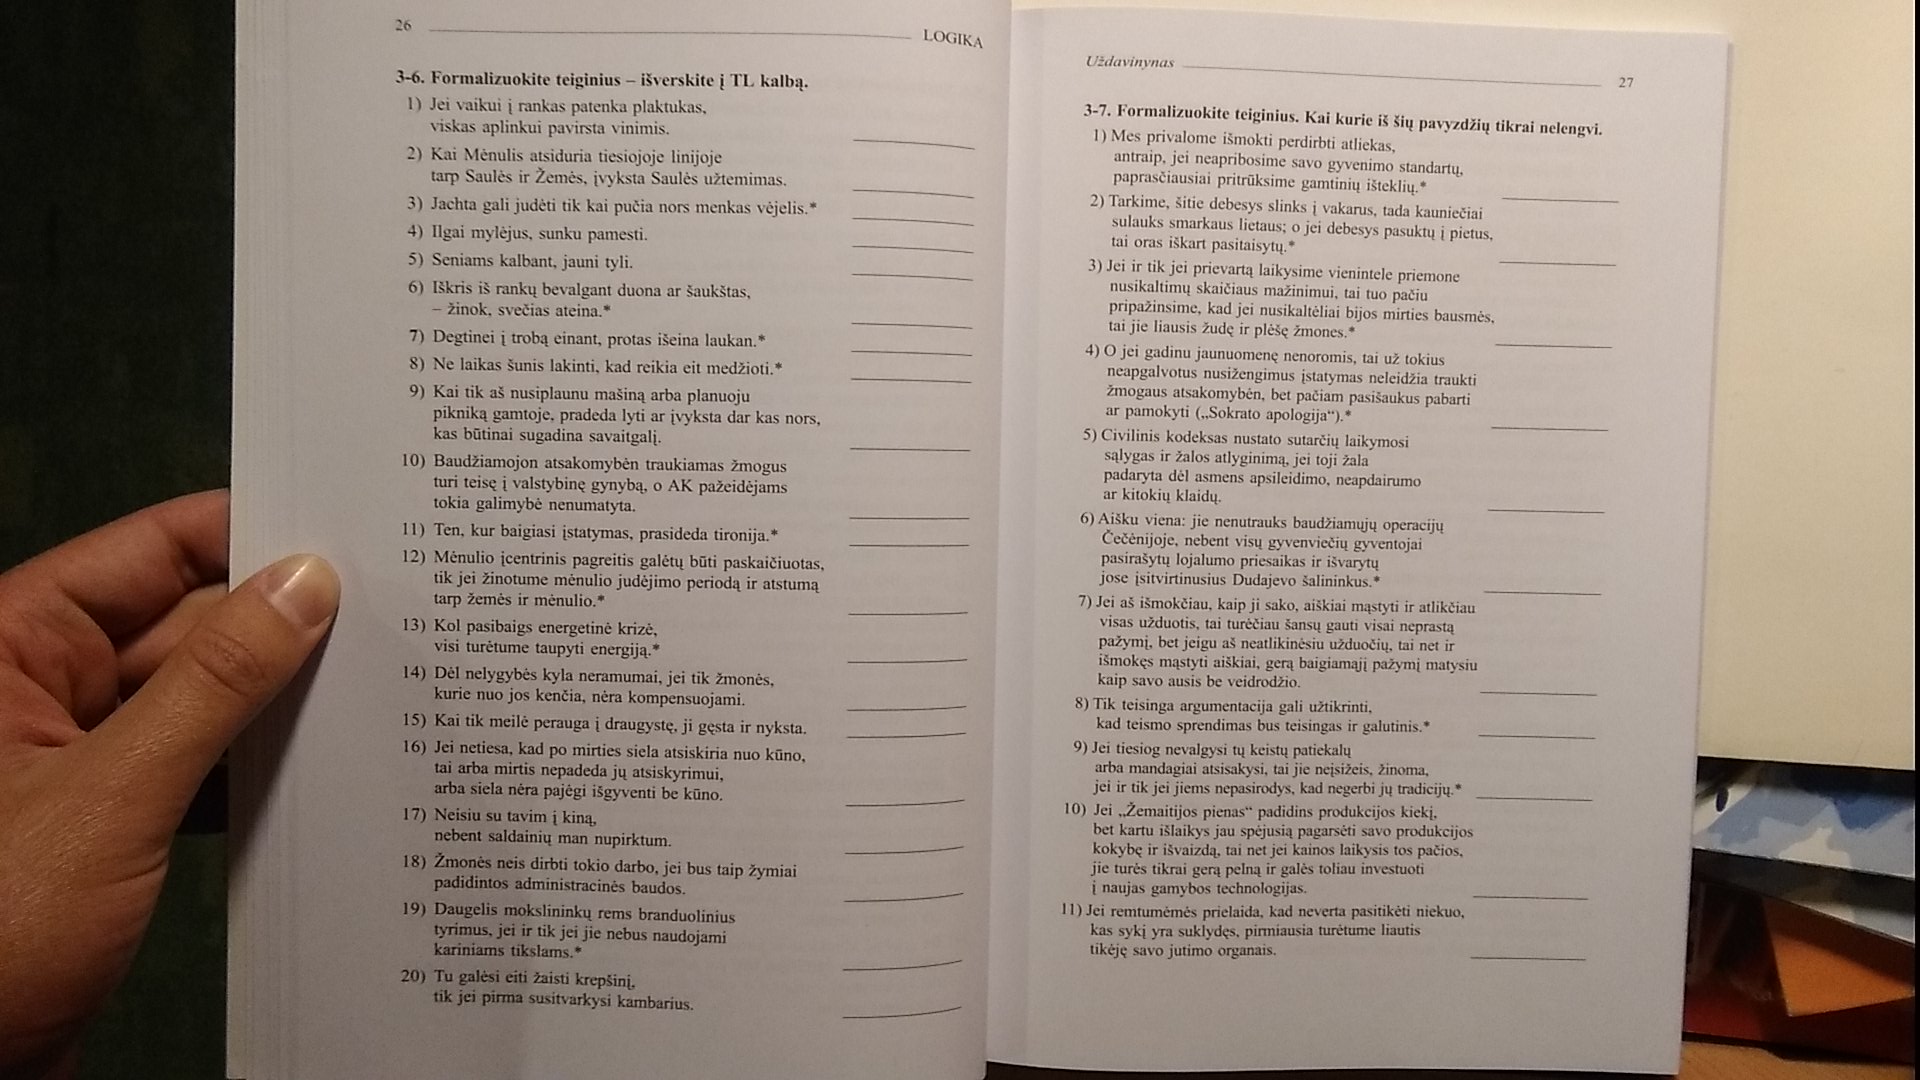 26
LOGIKA
3-6. Formalizuokite teiginius – išverskite į TL kalbą.
1) Jei vaikui į rankas patenka plaktukas,
viskas aplinkui pavirsta vinimis.
2) Kai Mėnulis atsiduria tiesiojoje linijoje
tarp Saulės ir Žemės, įvyksta Saulės užtemimas.
3) Jachta gali judėti tik kai pučia nors menkas vėjelis.*
4) Ilgai mylėjus, sunku pamesti.
5) Seniams kalbant, jauni tyli.
6) Iškris iš rankų bevalgant duona ar šaukštas,
– žinok, svečias ateina.*
7) Degtinei į trobą einant, protas išeina laukan.*
8) Ne laikas šunis lakinti, kad reikia eit medžioti.*
9) Kai tik aš nusiplaunu mašiną arba planuoju
pikniką gamtoje, pradeda lyti ar įvyksta dar kas nors,
kas būtinai sugadina savaitgalį.
10) Baudžiamojon atsakomybėn traukiamas žmogus
turi teisę į valstybinę gynybą, o AK pažeidėjams
tokia galimybė nenumatyta.
11) Ten, kur baigiasi įstatymas, prasideda tironija.*
12) Mėnulio įcentrinis pagreitis galėtų būti paskaičiuotas,
tik jei žinotume mėnulio judėjimo periodą ir atstumą
tarp žemės ir mėnulio.*
13) Kol pasibaigs energetinė krizė,
visi turėtume taupyti energiją.*
14) Dėl nelygybės kyla neramumai, jei tik žmonės,
kurie nuo jos kenčia, nėra kompensuojami.
15) Kai tik meilė perauga į draugystę, ji gęsta ir nyksta.
16) Jei netiesa, kad po mirties siela atsiskiria nuo kūno,
tai arba mirtis nepadeda jų atsiskyrimui,
arba siela nėra pajėgi išgyventi be kūno.
17) Neisiu su tavim į kiną,
nebent saldainių man nupirktum.
18) Žmonės neis dirbti tokio darbo, jei bus taip žymiai
padidintos administracinės baudos.
19) Daugelis mokslininkų rems branduolinius
tyrimus, jei ir tik jei jie nebus naudojami
kariniams tikslams.*
20) Tu galėsi eiti žaisti krepšinį,
tik jei pirma susitvarkysi kambarius.
Uždavinynas
27
3-7. Formalizuokite teiginius. Kai kurie iš šių pavyzdžių tikrai nelengvi.
1) Mes privalome išmokti perdirbti atliekas,
antraip, jei neapribosime savo gyvenimo standartų,
paprasčiausiai pritrūksime gamtinių išteklių.*
2) Tarkime, šitie debesys slinks į vakarus, tada kauniečiai
sulauks smarkaus lietaus; o jei debesys pasuktų į pietus,
tai oras iškart pasitaisytų.*
3) Jei ir tik jei prievartą laikysime vienintele priemone
nusikaltimų skaičiaus mažinimui, tai tuo pačiu
pripažinsime, kad jei nusikaltėliai bijos mirties bausmės,
tai jie liausis žudę ir plėšę žmones.*
4) O jei gadinu jaunuomenę nenoromis, tai už tokius
neapgalvotus nusižengimus įstatymas neleidžia traukti
žmogaus atsakomybėn, bet pačiam pasišaukus pabarti
ar pamokyti („Sokrato apologija“).*
5) Civilinis kodeksas nustato sutarčių laikymosi
sąlygas ir žalos atlyginimą, jei toji žala
padaryta dėl asmens apsileidimo, neapdairumo
ar kitokių klaidų.
6) Aišku viena: jie nenutrauks baudžiamųjų operacijų
Čečėnijoje, nebent visų gyvenviečių gyventojai
pasirašytų lojalumo priesaikas ir išvarytų
jose įsitvirtinusius Dudajevo šalininkus.*
7) Jei aš išmokčiau, kaip ji sako, aiškiai mąstyti ir atlikčiau
visas užduotis, tai turėčiau šansų gauti visai neprastą
pažymį, bet jeigu aš neatlikinėsiu užduočių, tai net ir
išmokęs mąstyti aiškiai, gerą baigiamąjį pažymį matysiu
kaip savo ausis be veidrodžio.
8) Tik teisinga argumentacija gali užtikrinti,
kad teismo sprendimas bus teisingas ir galutinis.*
9) Jei tiesiog nevalgysi tų keistų patiekalų
arba mandagiai atsisakysi, tai jie neįsižeis, žinoma,
jei ir tik jei jiems nepasirodys, kad negerbi jų tradicijų.*
10) Jei „Žemaitijos pienas“ padidins produkcijos kiekį,
bet kartu išlaikys jau spėjusią pagarsėti savo produkcijos
kokybę ir išvaizdą, tai net jei kainos laikysis tos pačios,
jie turės tikrai gerą pelną ir galės toliau investuoti
į naujas gamybos technologijas.
11) Jei remtumėmės prielaida, kad neverta pasitikėti niekuo,
kas sykį yra suklydęs, pirmiausia turėtume liautis
tikėję savo jutimo organais.